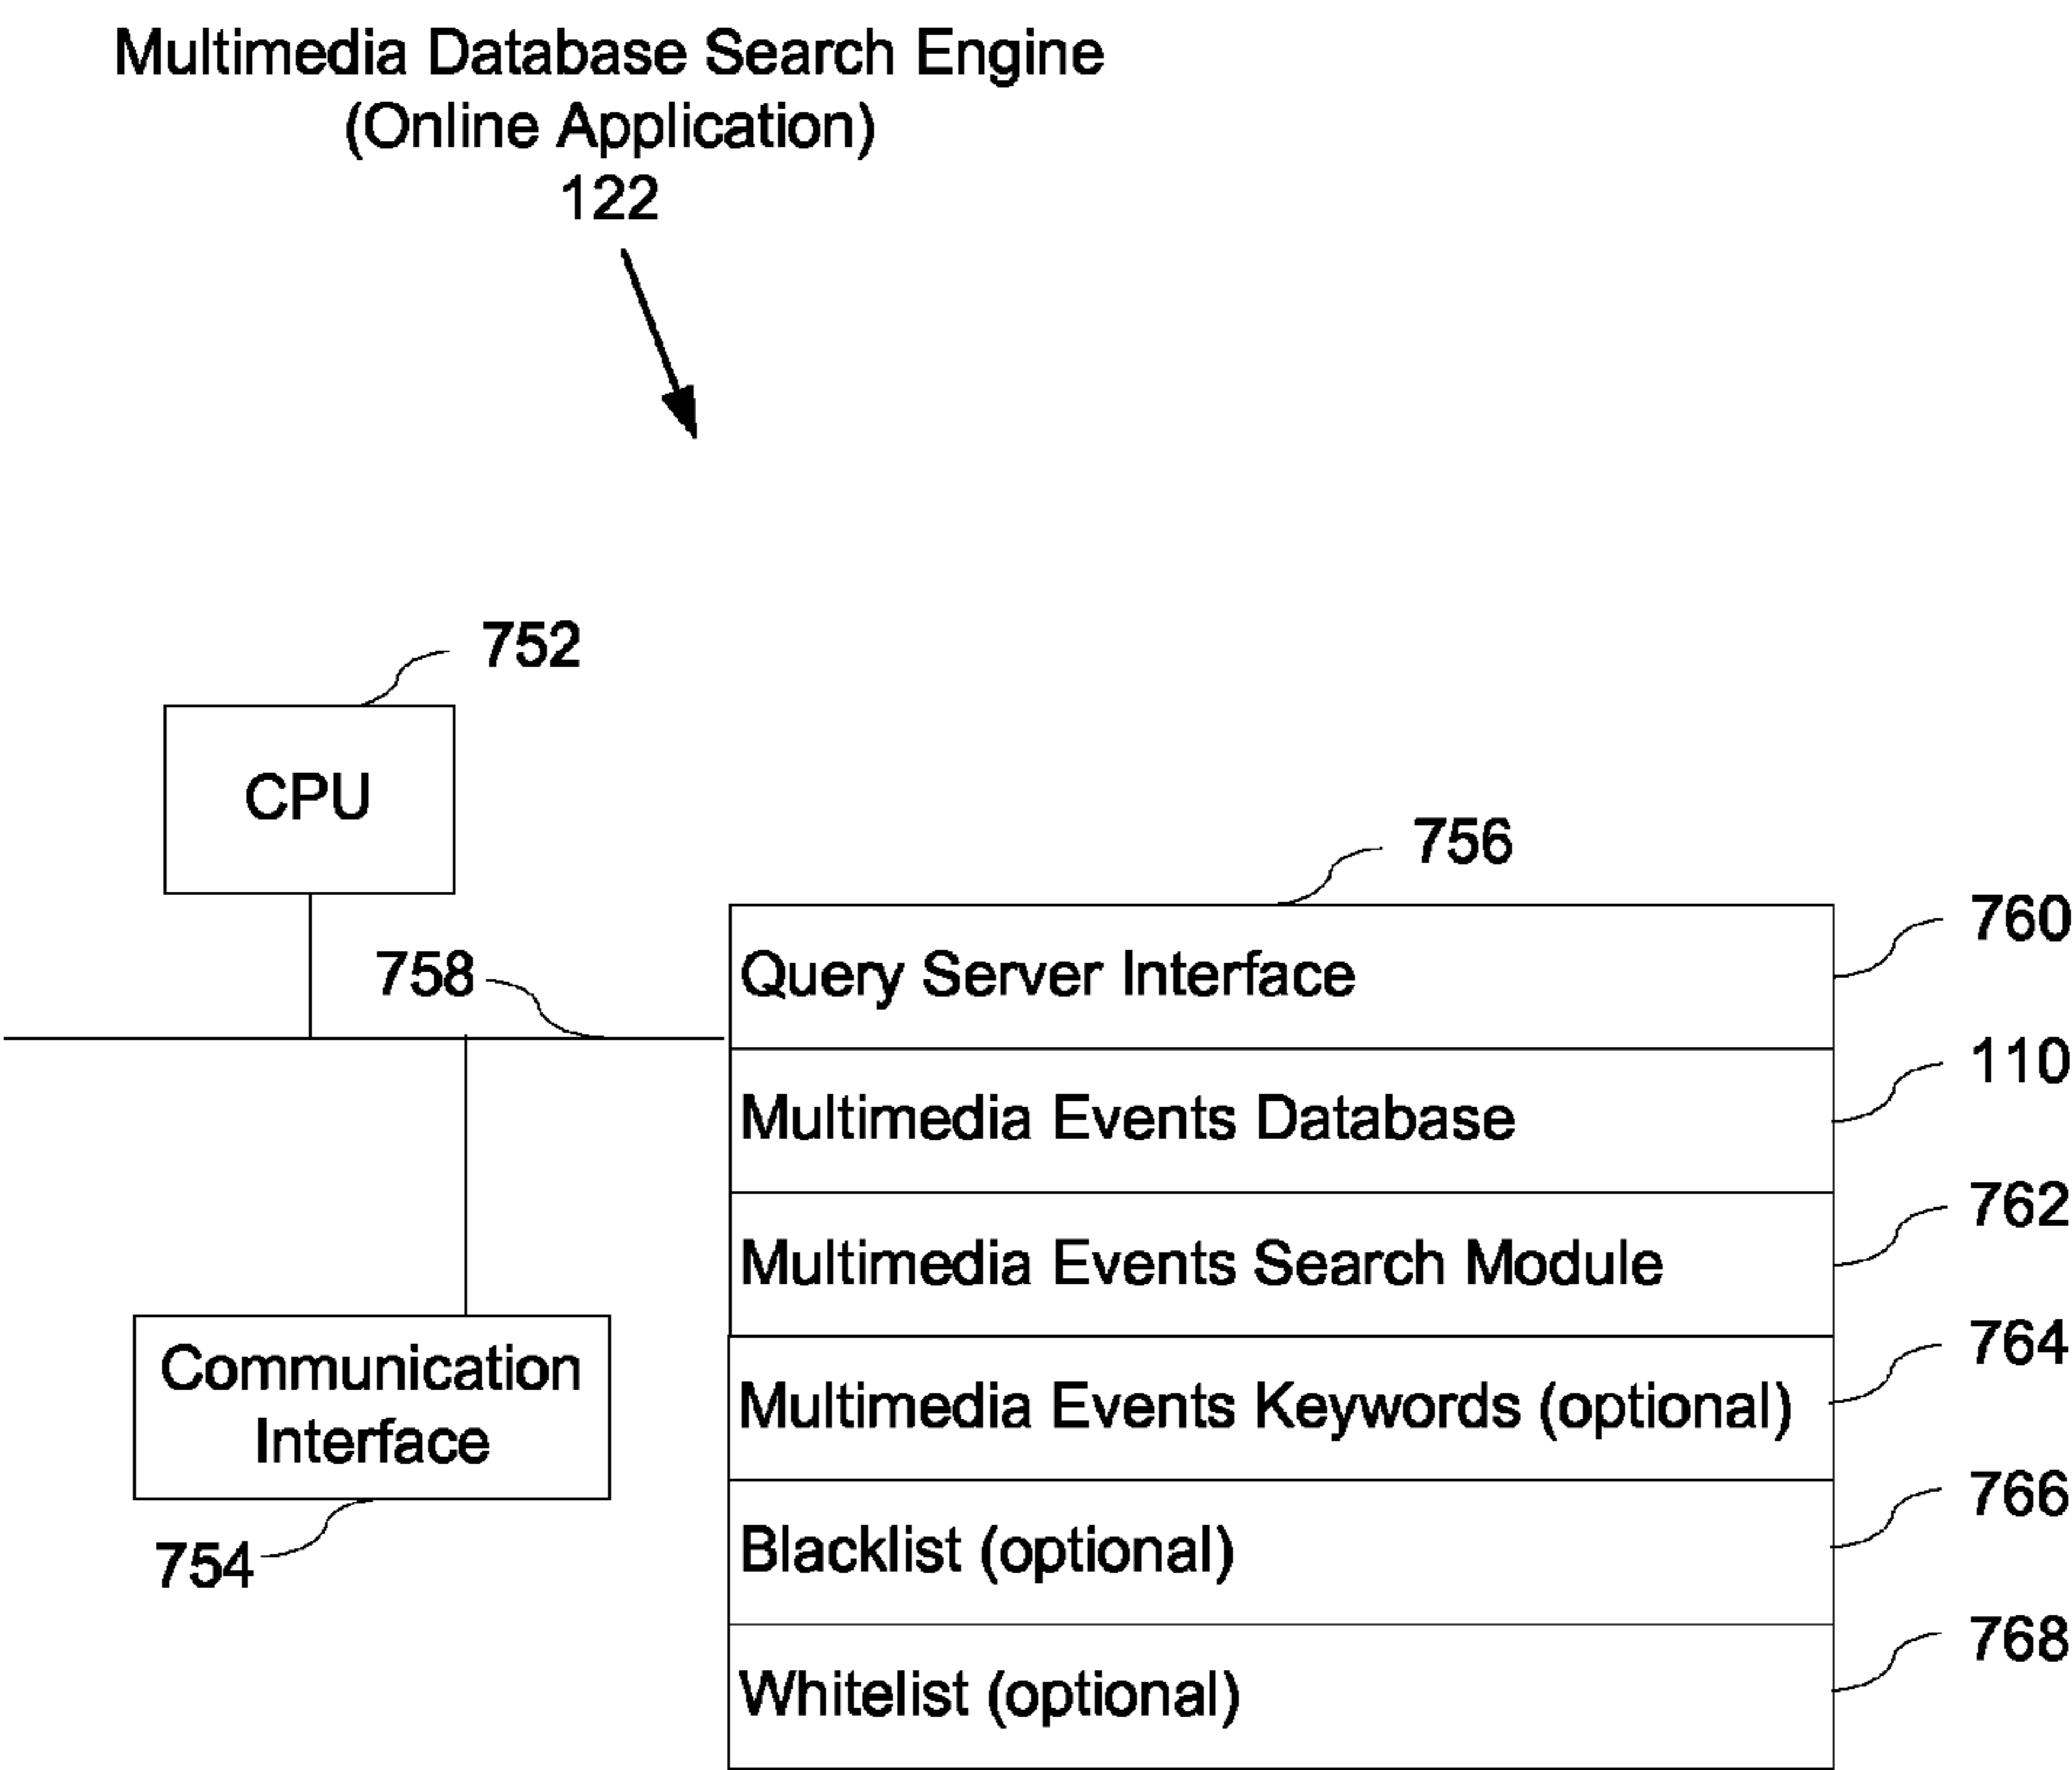 Multimedia Database Search Engine
(Online Application)
122
752
CPU
756
760
758
Query Server Interface
110
Multimedia Events Database
762
Multimedia Events Search Module
764
Communication
Interface
Multimedia Events Keywords (optional)
766
754
Blacklist (optional)
768
Whitelist (optional)